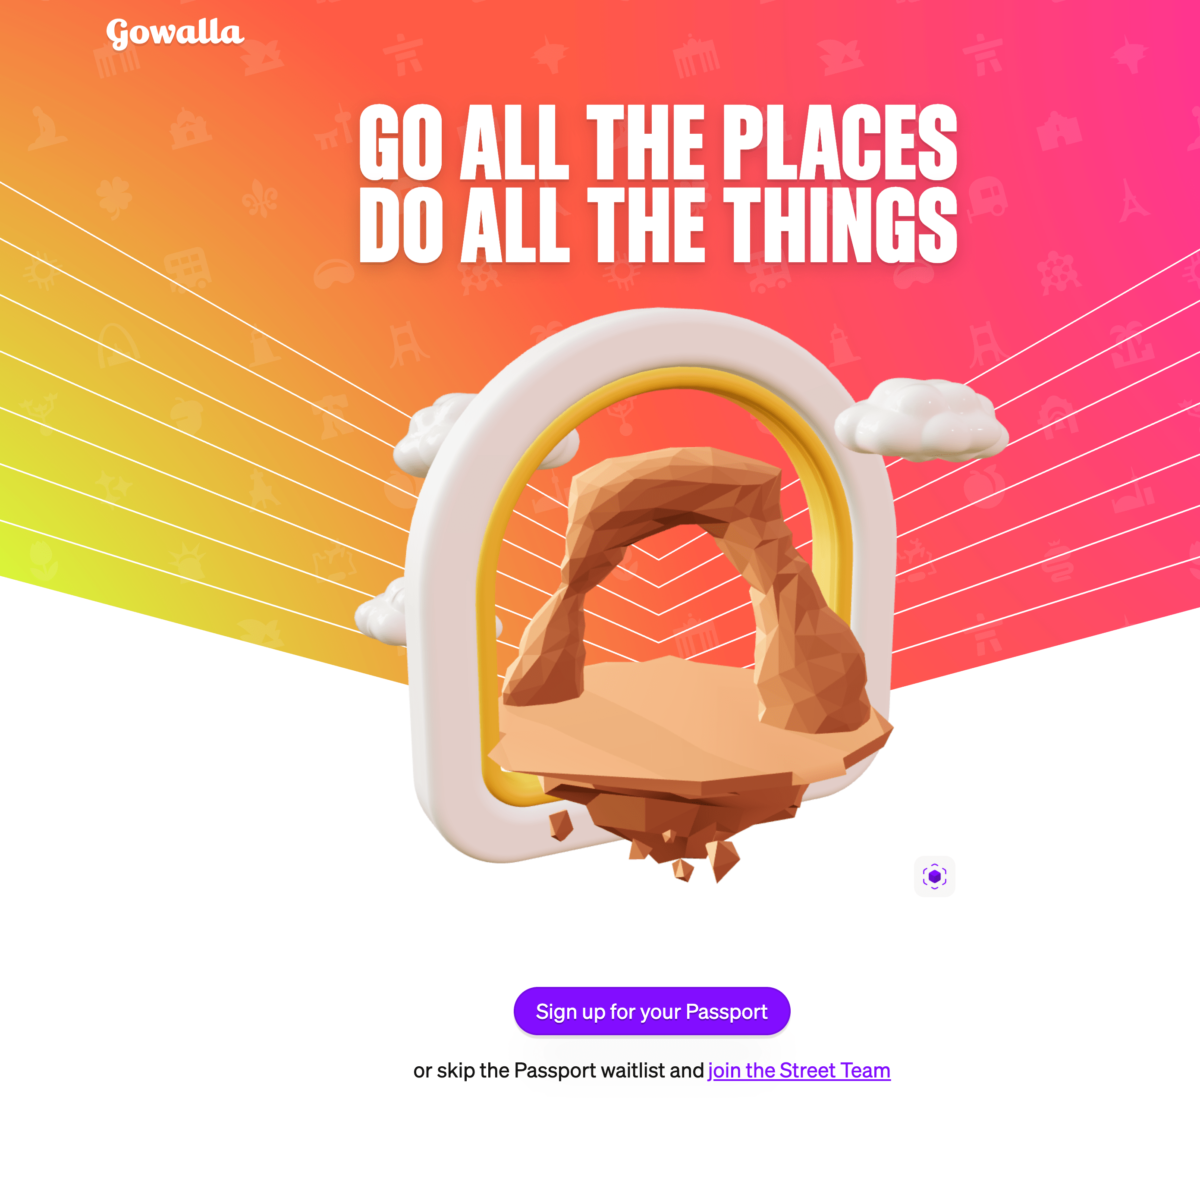 Gowalla
GO ALL THE PLACES
DO ALL THE THINGS
Sign up for your Passport
or skip the Passport waitlist and join the Street Team